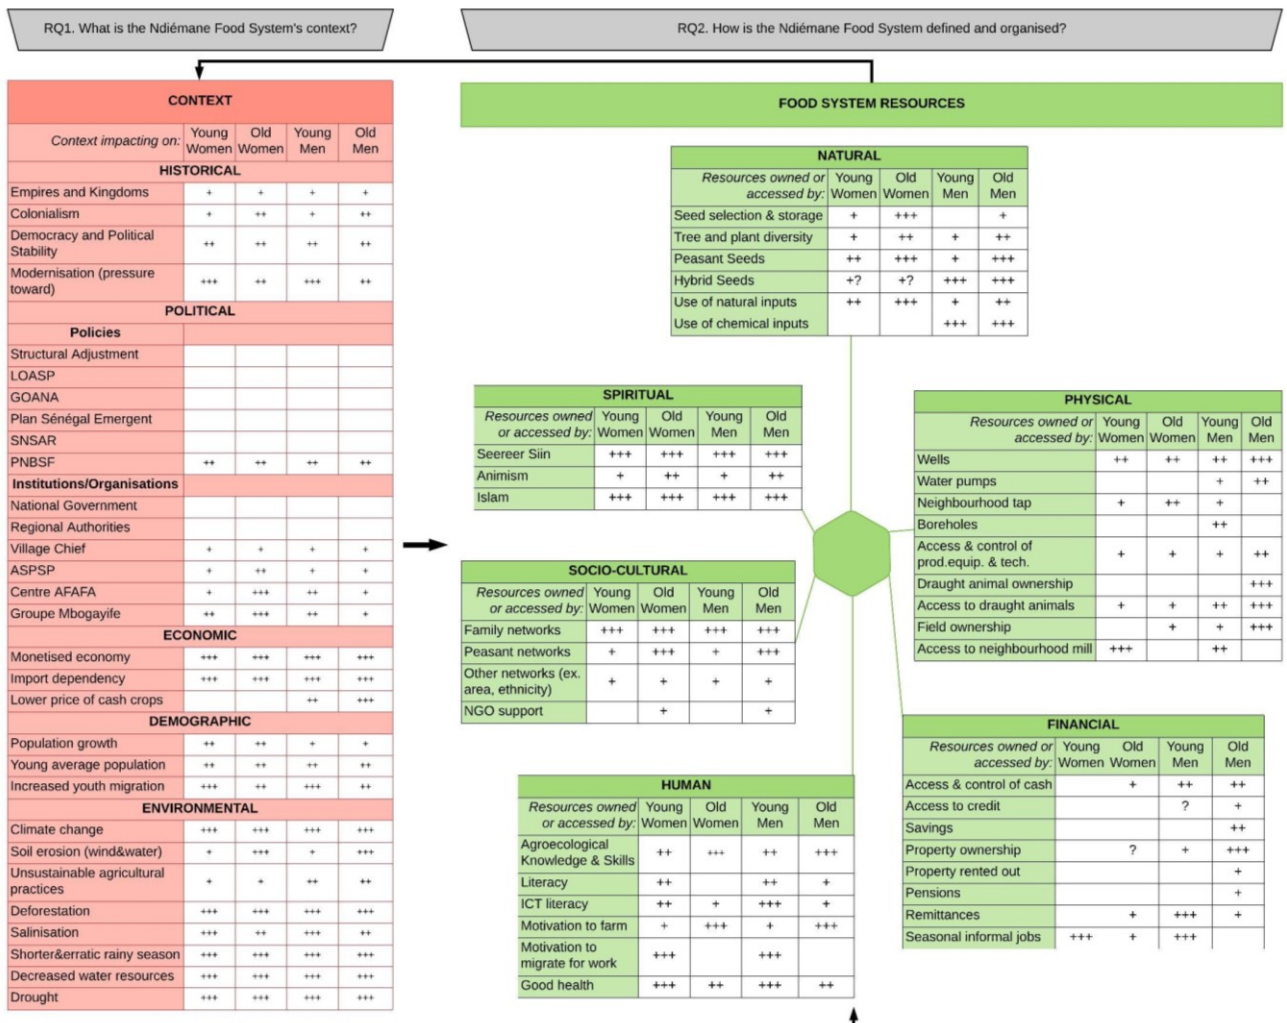 RQ1. What is the Ndiémane Food System's context?
RQ2. How is the Ndiémane Food System defined and organised?
CONTEXT
Context impacting on: Young Women Old Women Young Men Old Men
HISTORICAL
Empires and Kingdoms + + + +
Colonialism + ++ + ++
Democracy and Political
Stability ++ ++ ++ ++
Modernisation (pressure
toward) +++ ++ +++ ++
POLITICAL
Policies
Structural Adjustment
LOASP
GOANA
Plan Sénégal Emergent
SNSAR
PNBSF ++ ++ ++ ++
Institutions/Organisations
National Government
Regional Authorities
Village Chief + + + +
ASPSP + ++ + +
Centre AFAFA + +++ ++ +
Groupe Mbogayife ++ +++ ++ +
ECONOMIC
Monetised economy +++ +++ +++ +++
Import dependency +++ +++ +++ +++
Lower price of cash crops ++ +++
DEMOGRAPHIC
Population growth ++ ++ + +
Young average population ++ ++ ++ ++
Increased youth migration +++ ++ +++ ++
ENVIRONMENTAL
Climate change +++ +++ +++ +++
Soil erosion (wind&water) + +++ + +++
Unsustainable agricultural
practices + + ++ ++
Deforestation +++ +++ +++ +++
Salinisation +++ ++ +++ ++
Shorter&erratic rainy season +++ +++ +++ +++
Decreased water resources +++ +++ +++ +++
Drought +++ +++ +++ +++
FOOD SYSTEM RESOURCES
NATURAL
Resources owned or Young Old Young Old
accessed by: Women Women Men Men
Seed selection & storage + +++ +
Tree and plant diversity + ++ + ++
Peasant Seeds ++ +++ + +++
Hybrid Seeds +? +? +++ +++
Use of natural inputs ++ +++ + ++
Use of chemical inputs +++ +++
SPIRITUAL
Resources owned Young Old Young Old
or accessed by: Women Women Men Men
Seereer Siin +++ +++ +++ +++
Animism + ++ + ++
Islam +++ +++ +++ +++
PHYSICAL
Resources owned or Young Old Young Old
accessed by: Women Women Men Men
Wells ++ ++ ++ +++
Water pumps + ++
Neighbourhood tap + ++ +
Boreholes ++
Access & control of
prod.equip. & tech. + + + ++
Draught animal ownership +++
Access to draught animals + + ++ +++
Field ownership + + +++
Access to neighbourhood mill +++ ++
SOCIO-CULTURAL
Resources owned Young Old Young Old
or accessed by: Women Women Men Men
Family networks +++ +++ +++ +++
Peasant networks + +++ + +++
Other networks (ex.
area, ethnicity) + + + +
NGO support + +
FINANCIAL
Resources owned or Young Old Young Old
accessed by: Women Women Men Men
Access & control of cash + ++ ++
Access to credit ? +
Savings ++
Property ownership ? + +++
Property rented out +
Pensions +
Remittances + +++ +
Seasonal informal jobs +++ + +++
HUMAN
Resources owned Young Old Young Old
or accessed by: Women Women Men Men
Agroecological
Knowledge & Skills ++ +++ ++ +++
Literacy ++ ++ +
ICT literacy ++ + +++ +
Motivation to farm + +++ + +++
Motivation to
migrate for work +++ +++
Good health +++ ++ +++ ++